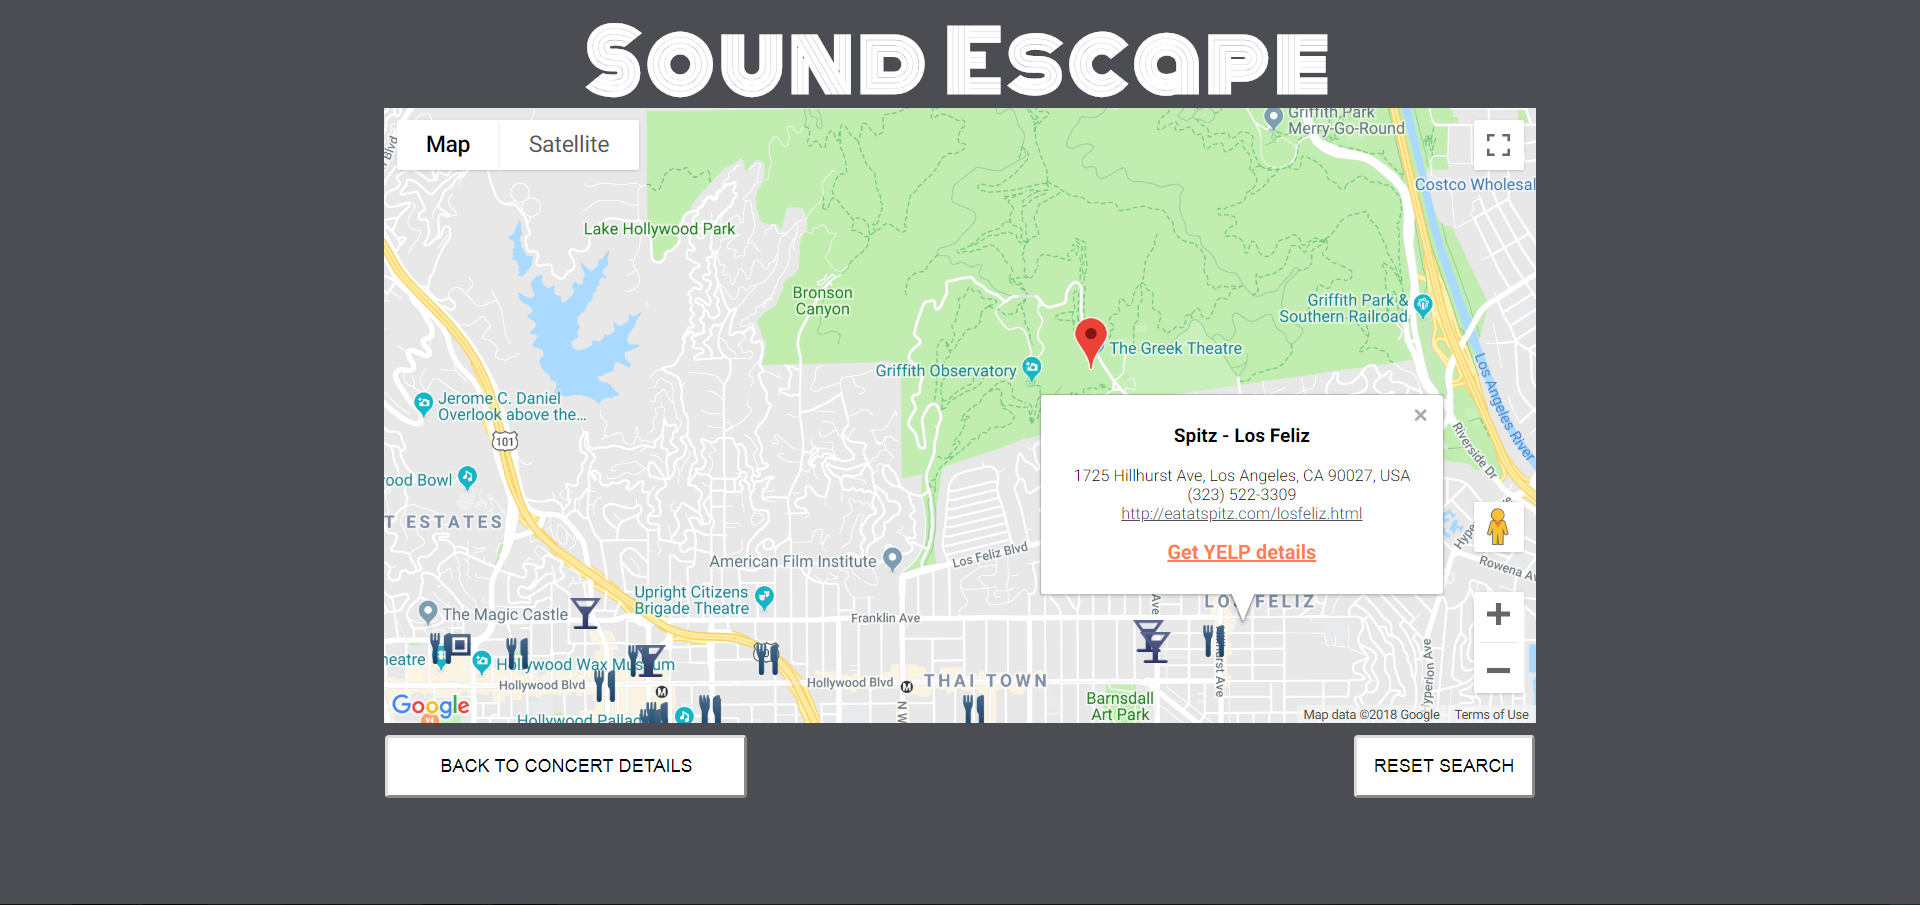 Sound Escape
Map
Satellite
Griffith Park
Merry-Go-Round
Costco Wholesal
Lake Hollywood Park
Bronson
Canyon
Griffith Park &
Southern Railroad
The Greek Theatre
Griffith Observatory
Los Angeles River
Jerome C. Daniel
Overlook above the...
101
Riverside Dr
Spitz - Los Feliz
1725 Hillhurst Ave, Los Angeles, CA 90027, USA
(323) 522-3309
http://eatatspitz.com/losfeliz.html
Get YELP details
ood Bowl
T ESTATES
American Film Institute
Los Feliz Blvd
Hype
Rowena Av
Upright Citizens
Brigade Theatre
The Magic Castle
Franklin Ave
Ave
FELIZ
heatre
Hollywood Wax Museum
Hollywood Blvd
Hollywood Blvd
M
M
THAI TOWN
yperion Ave
Barnsdall
Art Park
Google
Hollywood Pallad
NW
Map data ©2018 Google
Terms of Use
BACK TO CONCERT DETAILS
RESET SEARCH